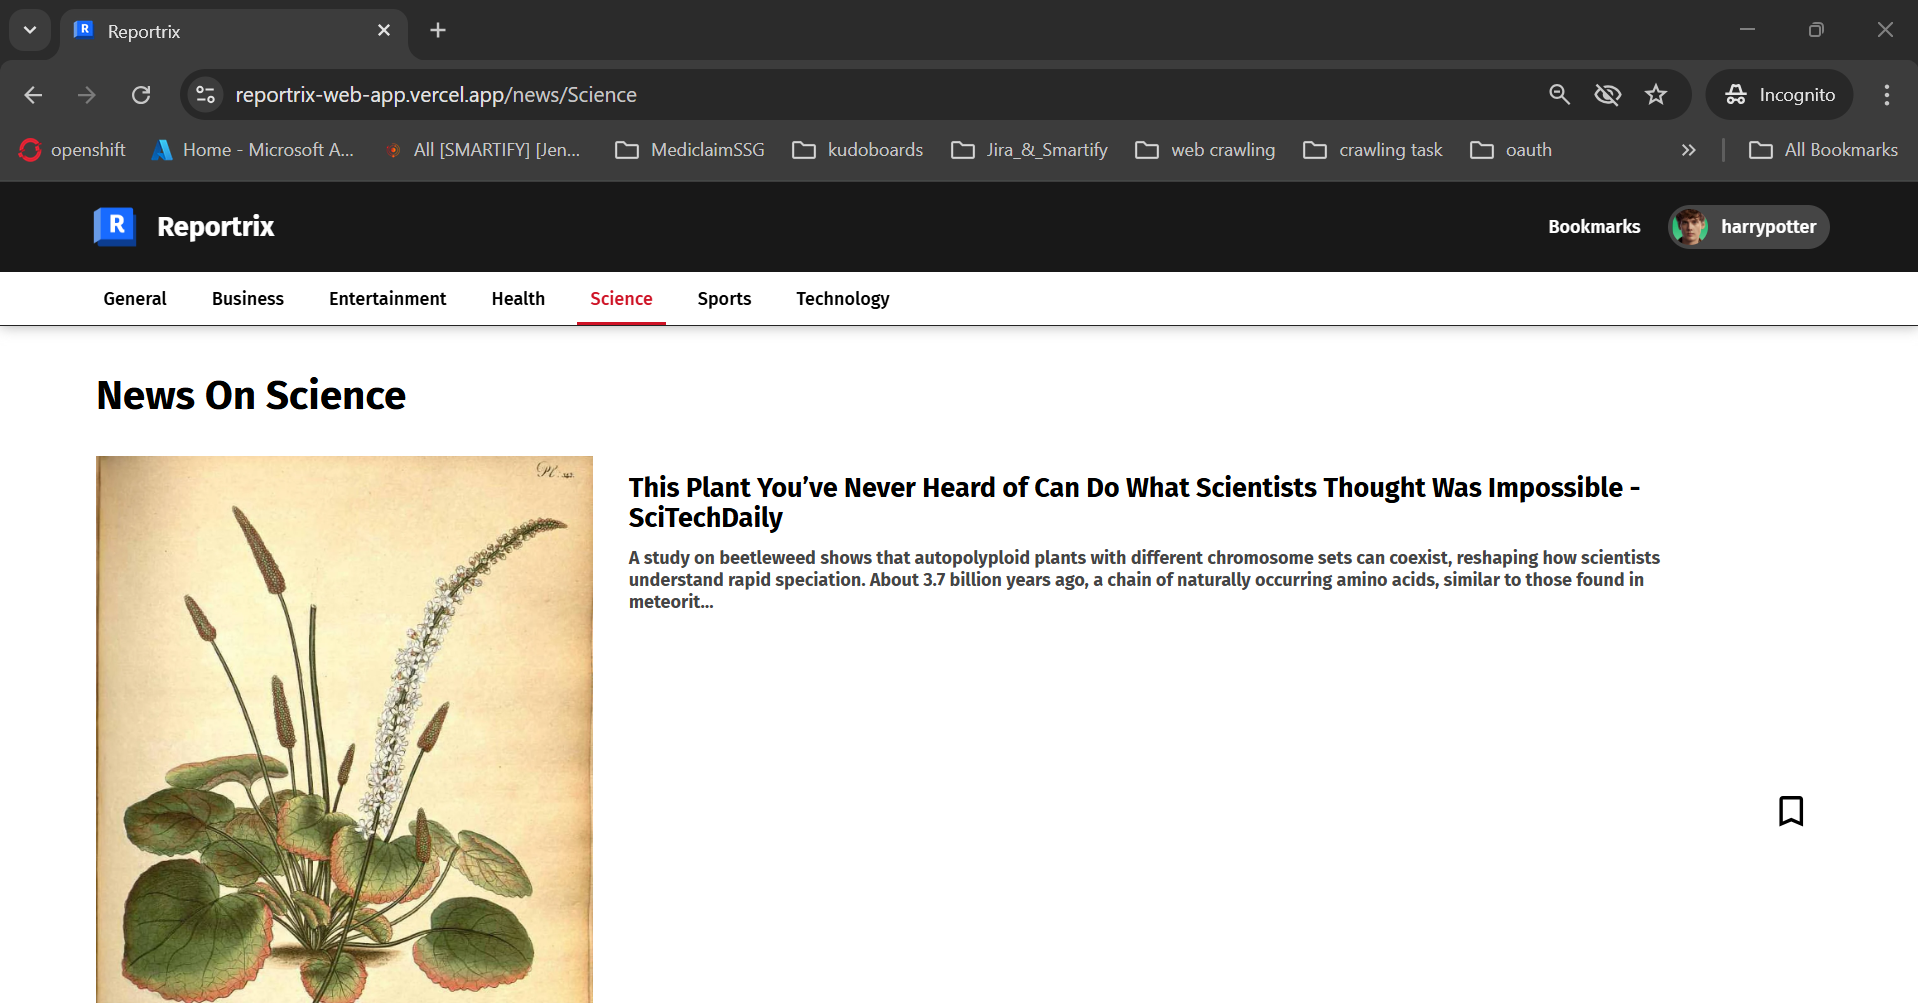 Reportrix
reportrix-web-app.vercel.app/news/Science
Incognito
openshift
Home - Microsoft A...
All [SMARTIFY] [Jen...
MediclaimSSG
kudoboards
Jira_&_Smartify
web crawling
crawling task
oauth
All Bookmarks
R
Reportrix
Bookmarks
harrypotter
General
Business
Entertainment
Health
Science
Sports
Technology
News On Science
This Plant You’ve Never Heard of Can Do What Scientists Thought Was Impossible -
SciTechDaily
A study on beetleweed shows that autopolyploid plants with different chromosome sets can coexist, reshaping how scientists
understand rapid speciation. About 3.7 billion years ago, a chain of naturally occurring amino acids, similar to those found in
meteorit...